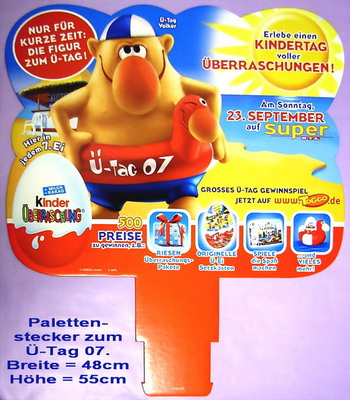 NUR FÜR
KURZE ZEIT:
DIE FIGUR
ZUM Ü-TAG!
Ü-Tag
Volker
Erlebe einen
KINDERTAG
voller
ÜBERRASCHUNGEN!
Am Sonntag,
23. SEPTEMBER
auf super
RTL
Hier in
jedem 7. Ei
Ü-TAG 07
+ MILCH
- KAKAO
kinder
ÜBERRASCHUNG
GROSSES Ü-TAG GEWINNSPIEL
JETZT AUF www.TOGGO.de
500
PREISE
zu gewinnen, z.B.:
RIESEN
Überraschungs-
Pakete
ORIGINELLE
Ü-Ei
Setzkästen
SPIELE
die Spaß
machen
...und
VIELES
mehr!
Paletten-
stecker zum
Ü-Tag 07.
Breite = 48cm
Höhe = 55cm